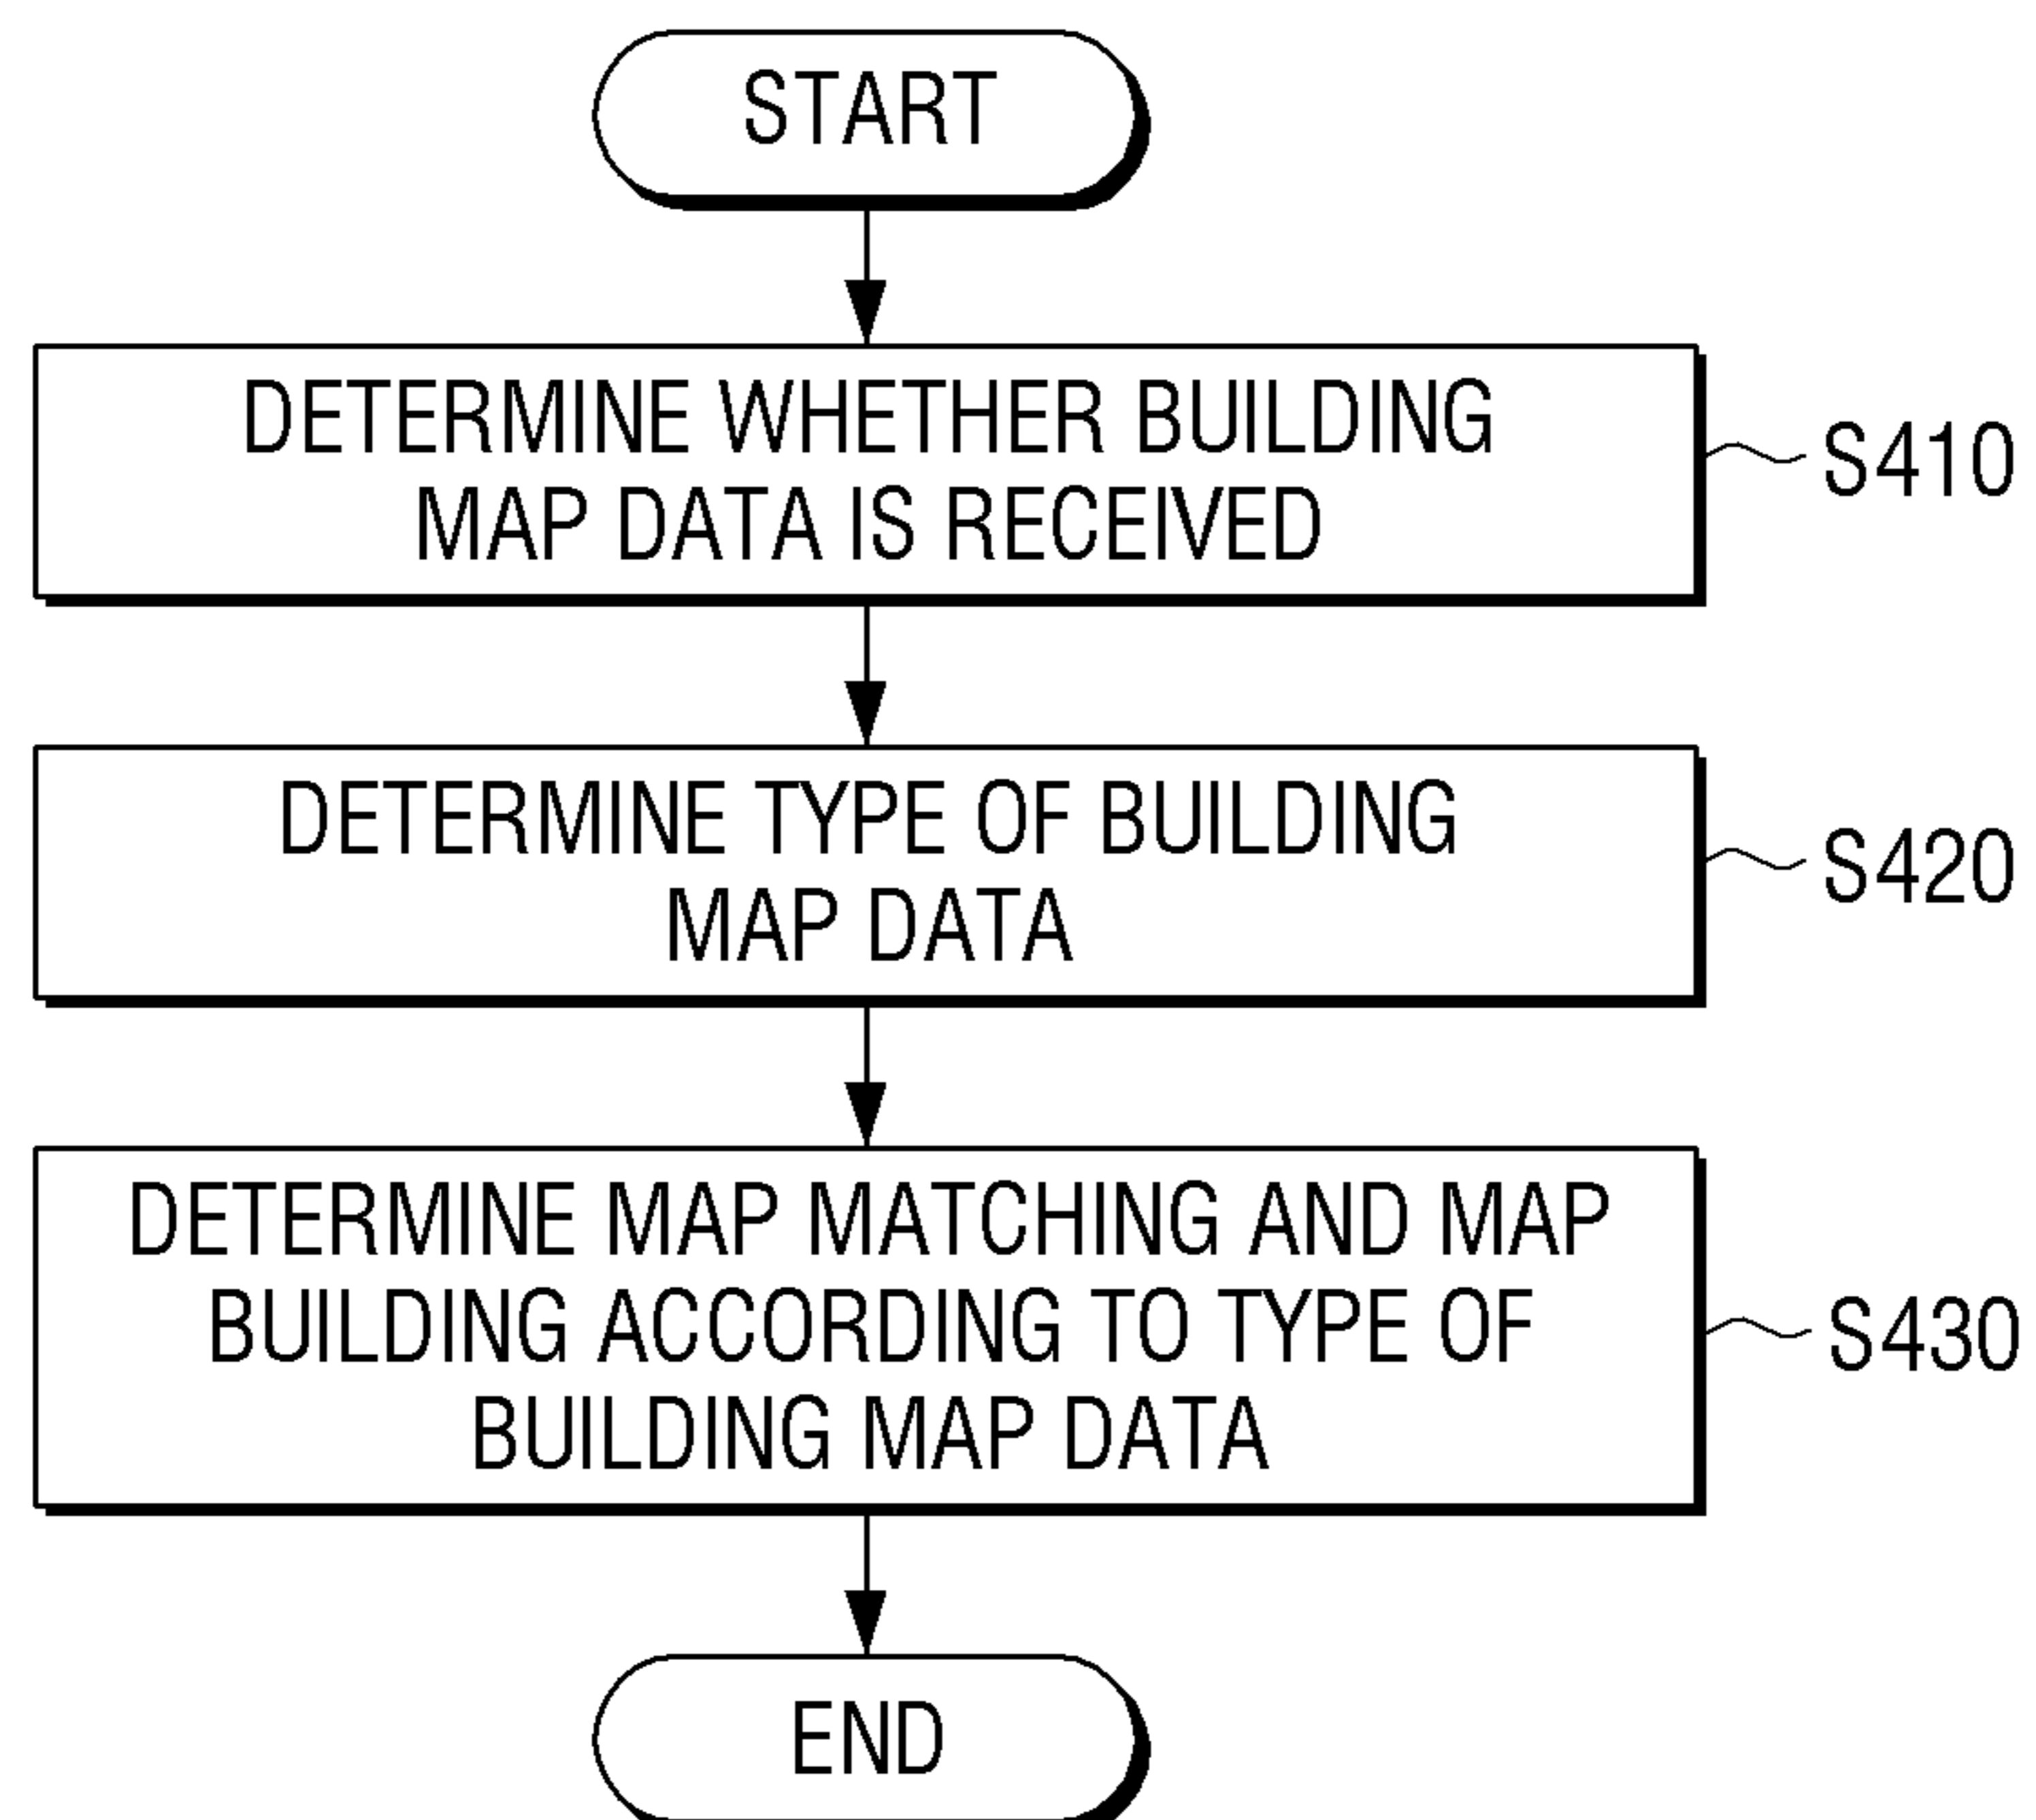 START
DETERMINE WHETHER BUILDING
MAP DATA IS RECEIVED
S410
DETERMINE TYPE OF BUILDING
MAP DATA
S420
DETERMINE MAP MATCHING AND MAP
BUILDING ACCORDING TO TYPE OF
BUILDING MAP DATA
S430
END